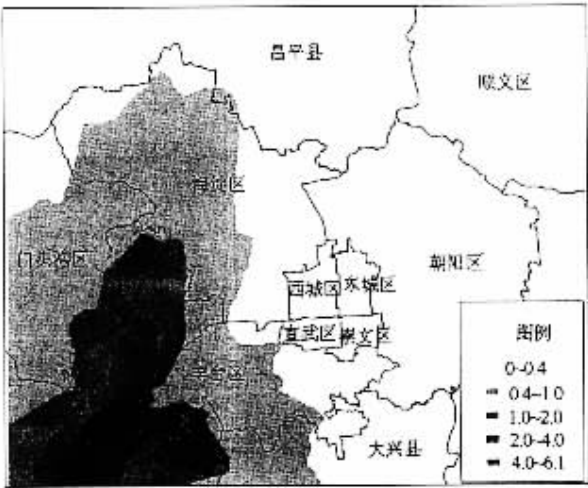 昌平县
顺义区
海淀区
门头沟区
朝阳区
西城区
东城区
宣武区
崇文区
丰台区
大兴县
图例
0~0.4
0.4~1.0
1.0~2.0
2.0~4.0
4.0~6.1